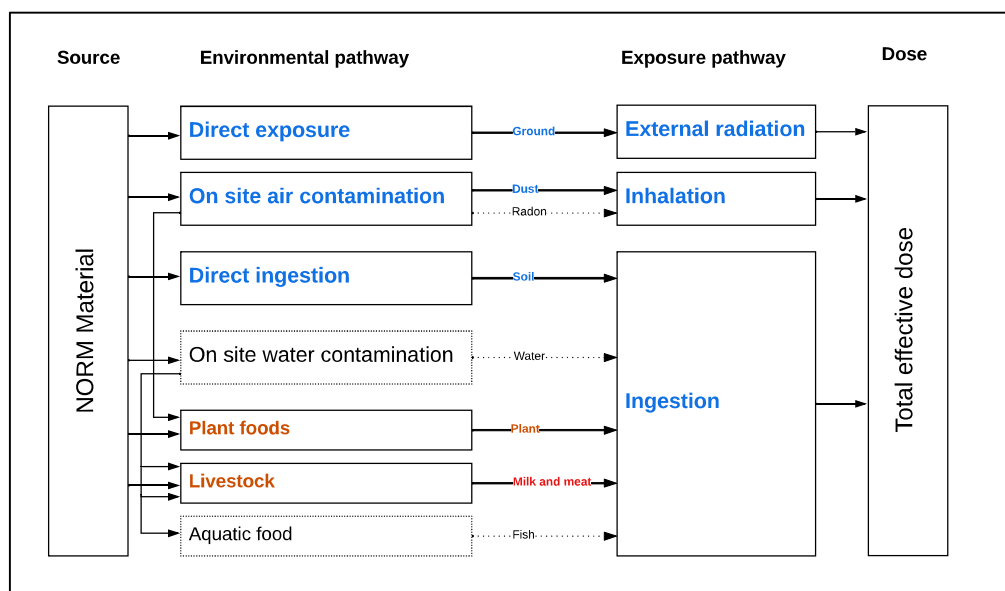 Source
Environmental pathway
Exposure pathway
Dose
NORM Material
Direct exposure
Ground
External radiation
On site air contamination
Dust
Radon
Inhalation
Direct ingestion
Soil
On site water contamination
Water
Plant foods
Plant
Livestock
Milk and meat
Aquatic food
Fish
Ingestion
Total effective dose